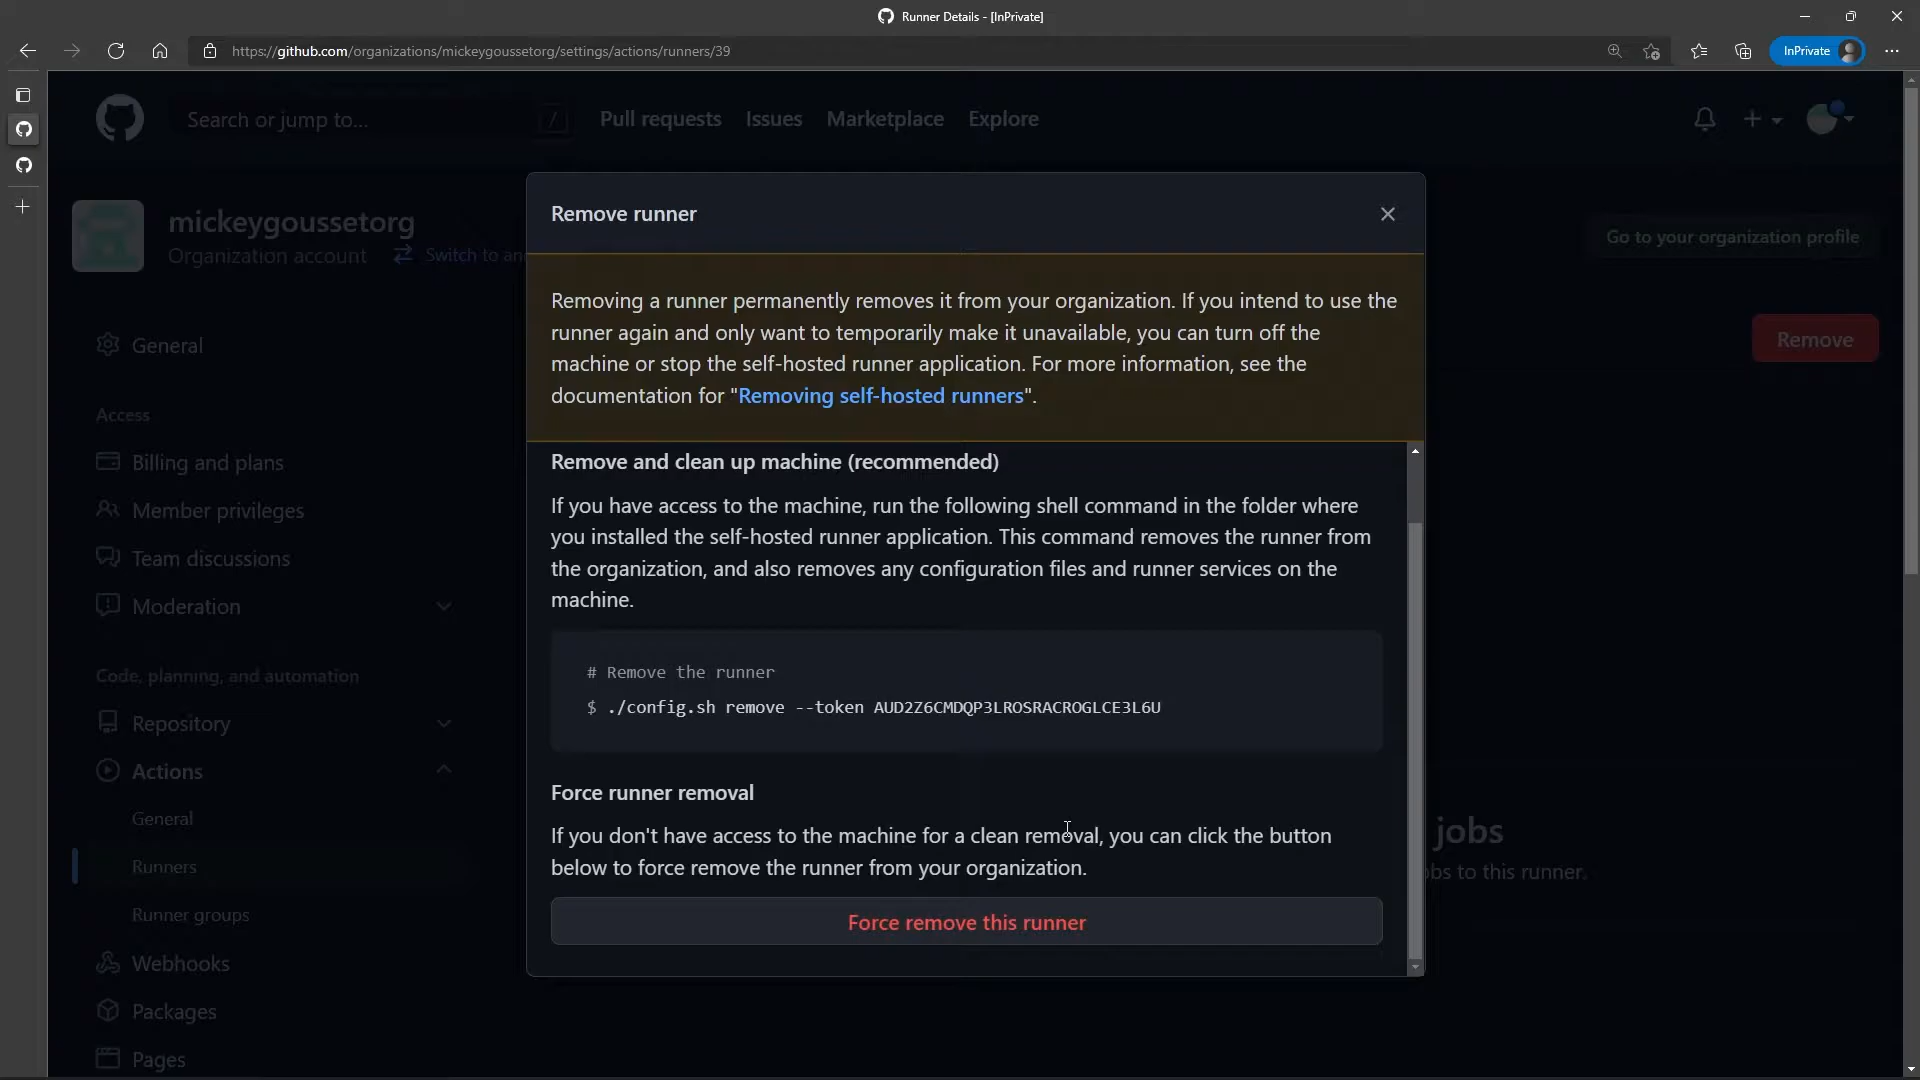 Runner Details - [InPrivate]
https://github.com/organizations/mickeygoussetorg/settings/actions/runners/39
InPrivate
Search or jump to...
/
Pull requests
Issues
Marketplace
Explore
mickeygoussetorg
Organization account
Switch to an
Go to your organization profile
Remove
General
Access
Billing and plans
Member privileges
Team discussions
Moderation
Code, planning, and automation
Repository
Actions
General
Runners
Runner groups
Webhooks
Packages
Pages
Remove runner
Removing a runner permanently removes it from your organization. If you intend to use the
runner again and only want to temporarily make it unavailable, you can turn off the
machine or stop the self-hosted runner application. For more information, see the
documentation for "Removing self-hosted runners".
Remove and clean up machine (recommended)
If you have access to the machine, run the following shell command in the folder where
you installed the self-hosted runner application. This command removes the runner from
the organization, and also removes any configuration files and runner services on the
machine.
# Remove the runner
$ ./config.sh remove --token AUD2Z6CMDQP3LROSRACROGLCE3L6U
Force runner removal
If you don't have access to the machine for a clean removal, you can click the button
below to force remove the runner from your organization.
Force remove this runner
jobs
obs to this runner.